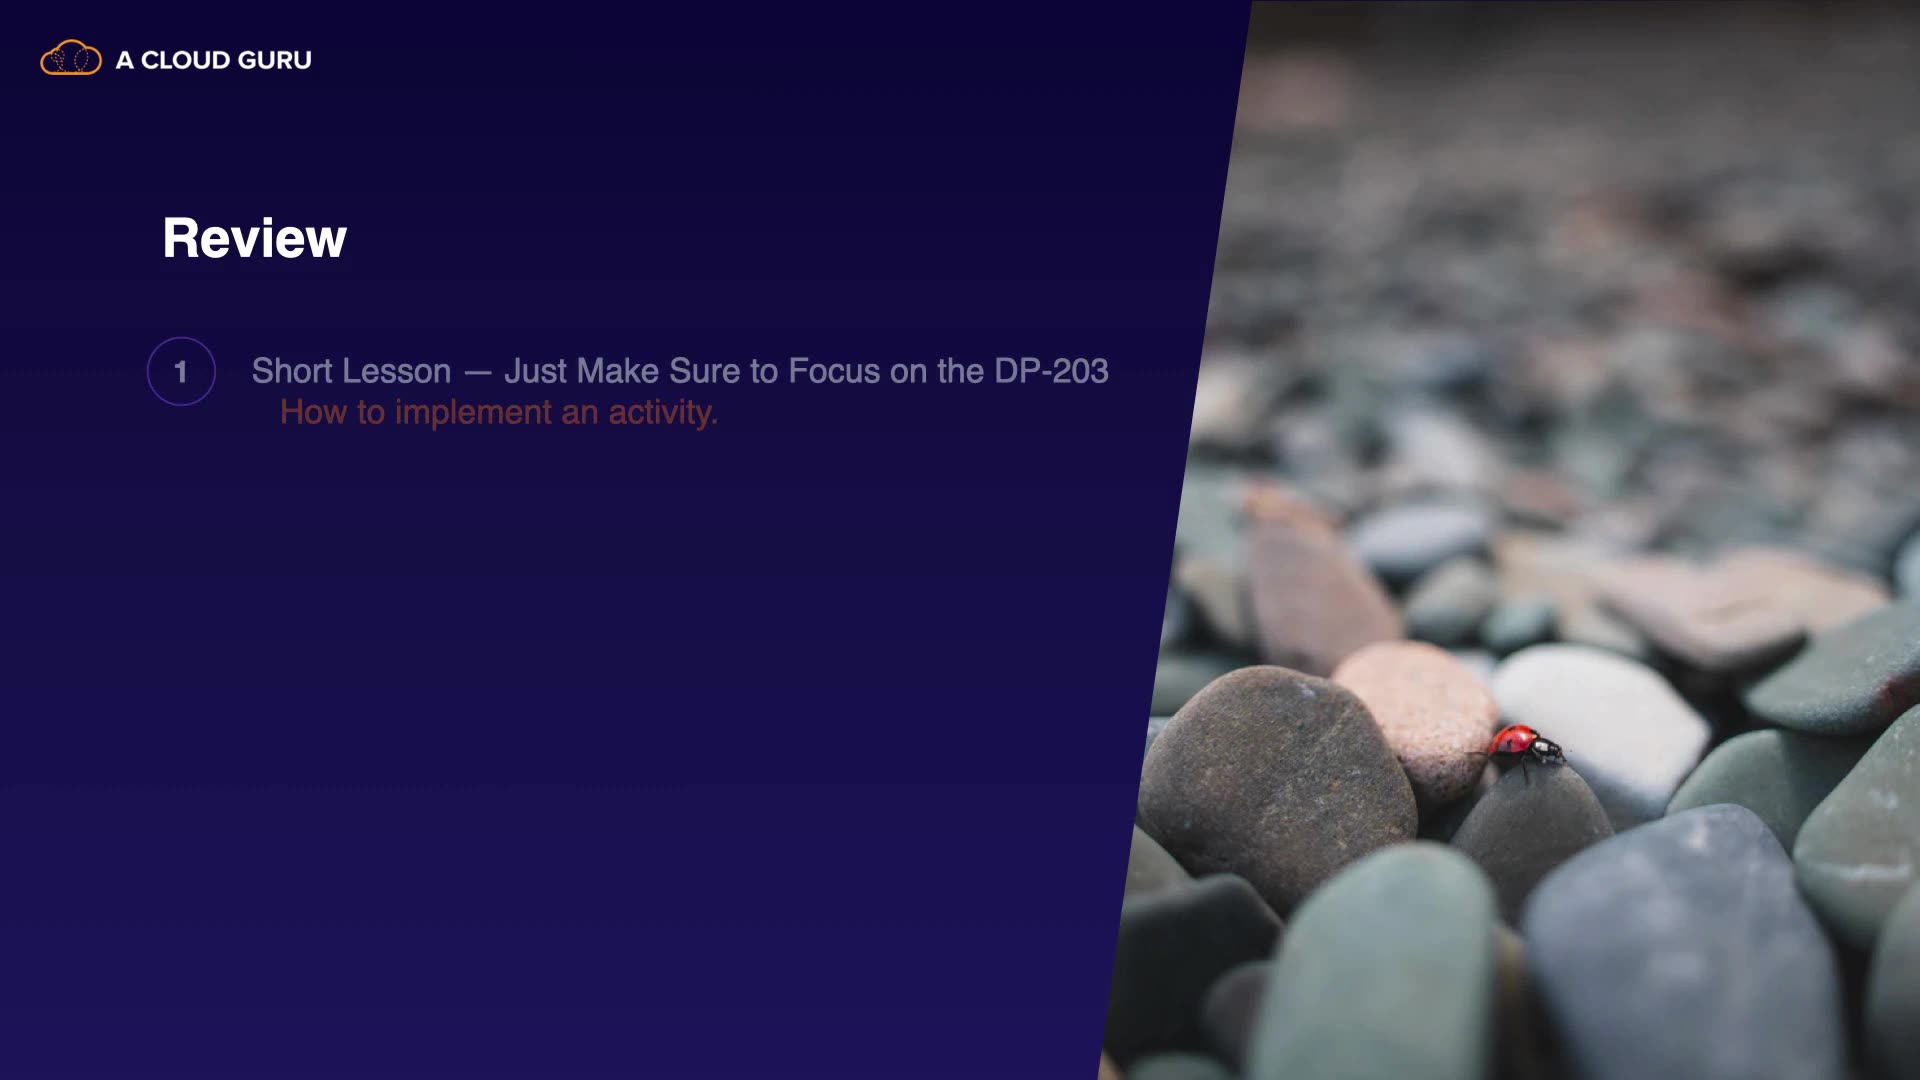 A CLOUD GURU
Review
1
Short Lesson — Just Make Sure to Focus on the DP-203
How to implement an activity.